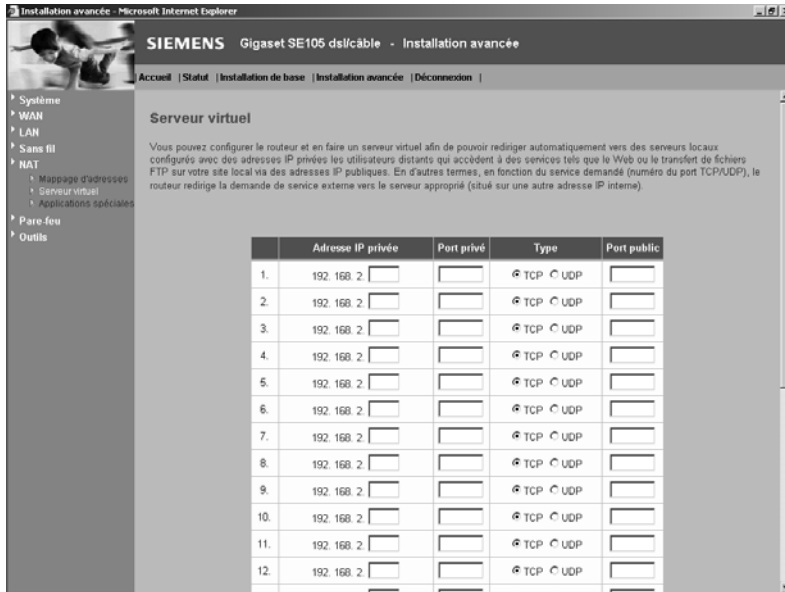 Installation avancée - Microsoft Internet Explorer
SIEMENS Gigaset SE105 dsl/câble - Installation avancée
| Accueil | Statut | Installation de base | Installation avancée | Déconnexion |
Système
WAN
LAN
Sans fil
NAT
Mappage d'adresses
Serveur virtuel
Applications spéciales
Pare-feu
Outils
Serveur virtuel
Vous pouvez configurer le routeur et en faire un serveur virtuel afin de pouvoir rediriger automatiquement vers des serveurs locaux
configurés avec des adresses IP privées les utilisateurs distants qui accèdent à des services tels que le Web ou le transfert de fichiers
FTP sur votre site local via des adresses IP publiques. En d'autres termes, en fonction du service demandé (numéro du port TCP/UDP), le
routeur redirige la demande de service externe vers le serveur approprié (situé sur une autre adresse IP interne).
Adresse IP privée Port privé Type Port public
1. 192. 168. 2. TCP UDP
2. 192. 168. 2. TCP UDP
3. 192. 168. 2. TCP UDP
4. 192. 168. 2. TCP UDP
5. 192. 168. 2. TCP UDP
6. 192. 168. 2. TCP UDP
7. 192. 168. 2. TCP UDP
8. 192. 168. 2. TCP UDP
9. 192. 168. 2. TCP UDP
10. 192. 168. 2. TCP UDP
11. 192. 168. 2. TCP UDP
12. 192. 168. 2. TCP UDP